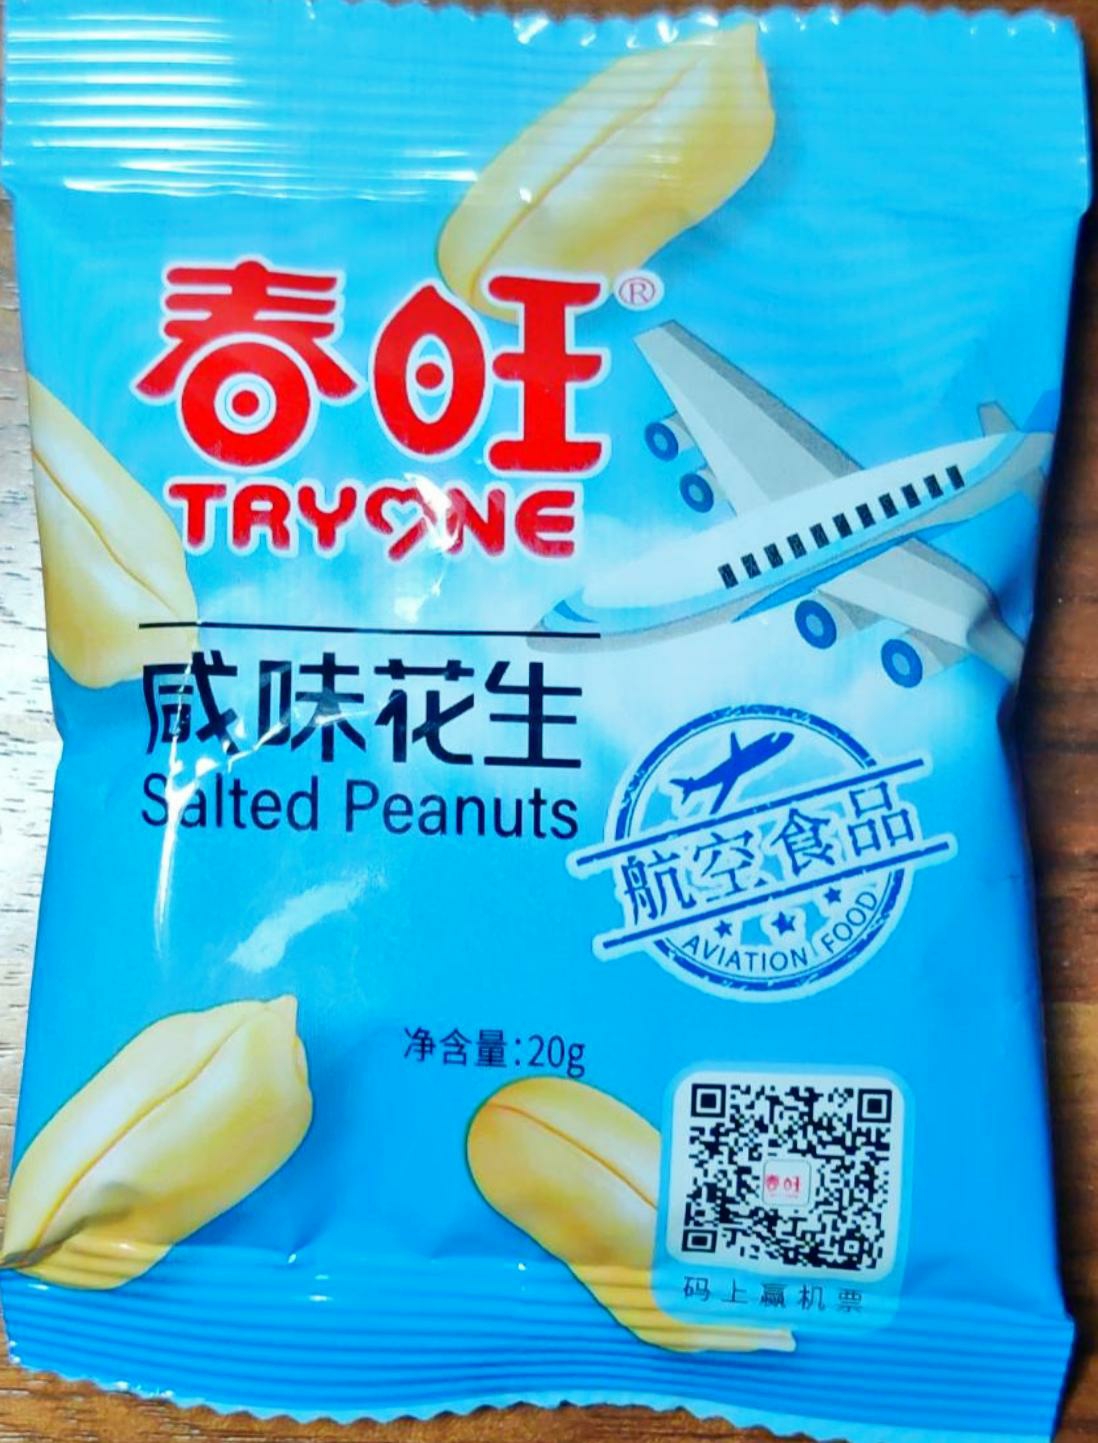 春旺®
TRYONE
咸味花生
Salted Peanuts
航空食品
AVIATION FOOD
净含量:20g
春旺
码上赢机票